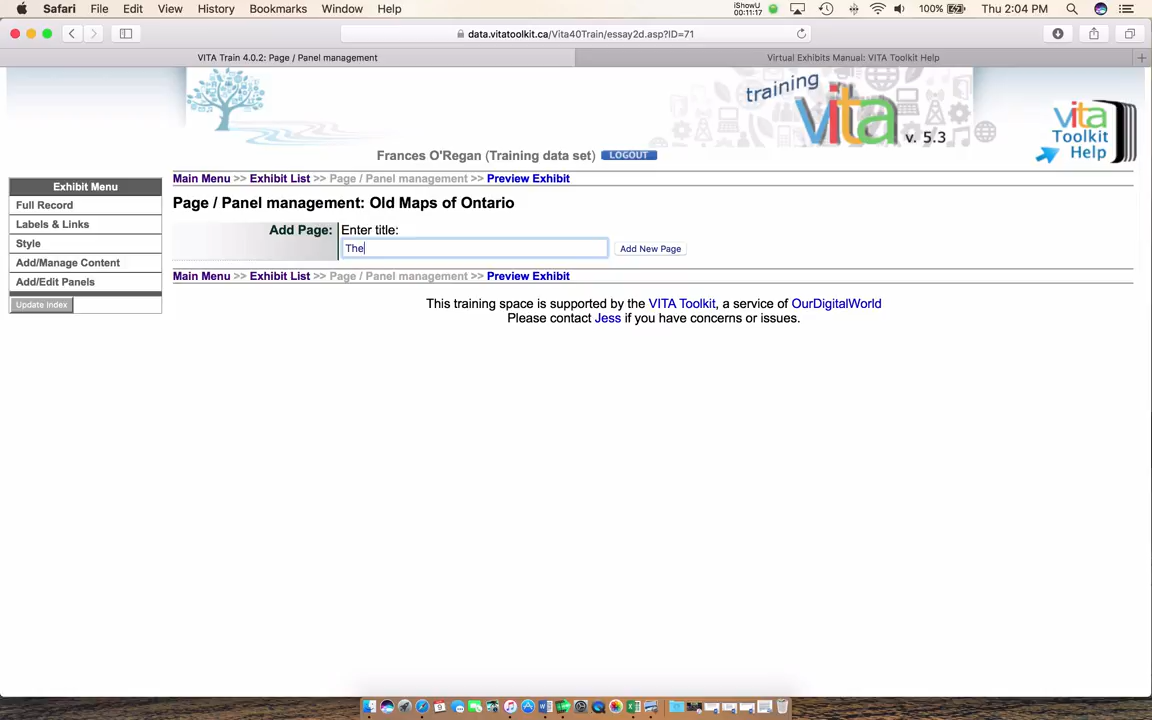 Safari File Edit View History Bookmarks Window Help iShowU 00:11:17 100% Thu 2:04 PM
data.vitatoolkit.ca/Vita40Train/essay2d.asp?ID=71
VITA Train 4.0.2: Page / Panel management Virtual Exhibits Manual: VITA Toolkit Help
training vita v. 5.3
vita Toolkit Help
Frances O'Regan (Training data set) LOGOUT
Exhibit Menu
Full Record
Labels & Links
Style
Add/Manage Content
Add/Edit Panels
Update Index
Main Menu >> Exhibit List >> Page / Panel management >> Preview Exhibit
Page / Panel management: Old Maps of Ontario
Add Page: Enter title:
The Add New Page
Main Menu >> Exhibit List >> Page / Panel management >> Preview Exhibit
This training space is supported by the VITA Toolkit, a service of OurDigitalWorld
Please contact Jess if you have concerns or issues.